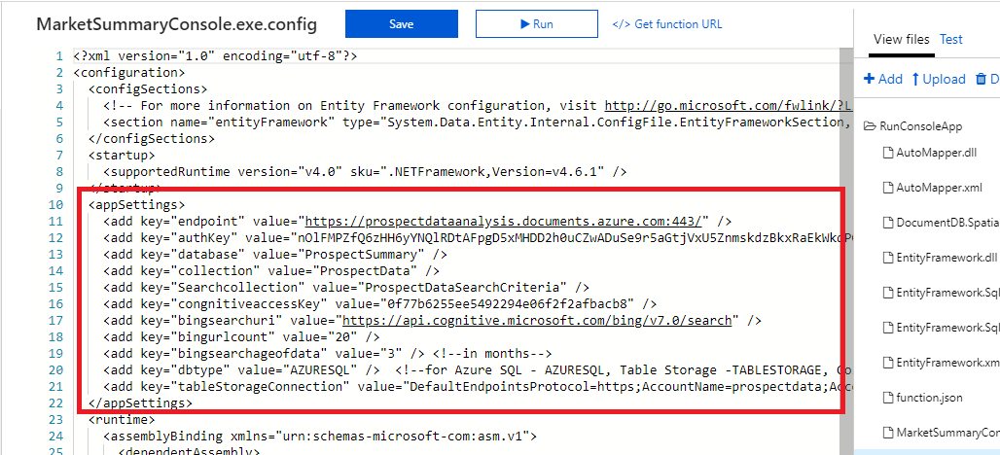 MarketSummaryConsole.exe.config
Save
Run
</> Get function URL
1 <?xml version="1.0" encoding="utf-8"?>
2 <configuration>
3 <configSections>
4 <!-- For more information on Entity Framework configuration, visit http://go.microsoft.com/fwlink/?L
5 <section name="entityFramework" type="System.Data.Entity.Internal.ConfigFile.EntityFrameworkSection,
6 </configSections>
7 <startup>
8 <supportedRuntime version="v4.0" sku=".NETFramework,Version=v4.6.1" />
9 </startup>
10 <appSettings>
11 <add key="endpoint" value="https://prospectdataanalysis.documents.azure.com:443/" />
12 <add key="authKey"
13 <add key="database" value="ProspectSummary" />
14 <add key="collection" value="ProspectData" />
15 <add key="Searchcollection" value="ProspectDataSearchCriteria" />
16 <add key="congnitiveaccessKey" value="0f77b6255ee5492294e06f2f2afbacb8" />
17 <add key="bingsearchuri" value="https://api.cognitive.microsoft.com/bing/v7.0/search" />
18 <add key="bingurlcount" value="20" />
19 <add key="bingsearchageofdata" value="3" /> <!--in months-->
20 <add key="dbtype" value="AZURESQL" /> <!--for Azure SQL - AZURESQL, Table Storage -TABLESTORAGE, Co
21 <add key="tableStorageConnection" value="DefaultEndpointsProtocol=https;AccountName=prospectdata;Acc
22 </appSettings>
23 <runtime>
24 <assemblyBinding xmlns="urn:schemas-microsoft-com:asm.v1">
25 <dependentAssembly>
View files
Test
Add
Upload
D
RunConsoleApp
AutoMapper.dll
AutoMapper.xml
DocumentDB.Spatia
EntityFramework.dll
EntityFramework.Sql
EntityFramework.Sql
EntityFramework.xm
function.json
MarketSummaryCon